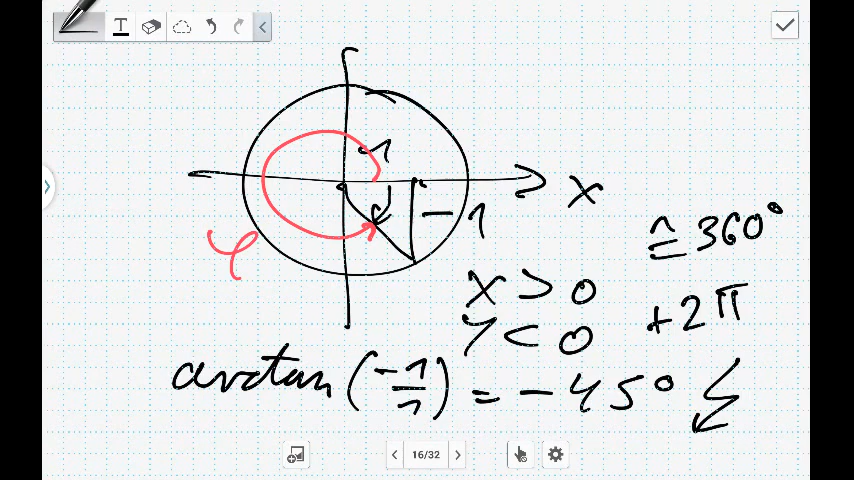 T
1
x
-1
≙ 360°
φ
x > 0
+ 2π
y < 0
arctan(-1/1) = -45°
16/32